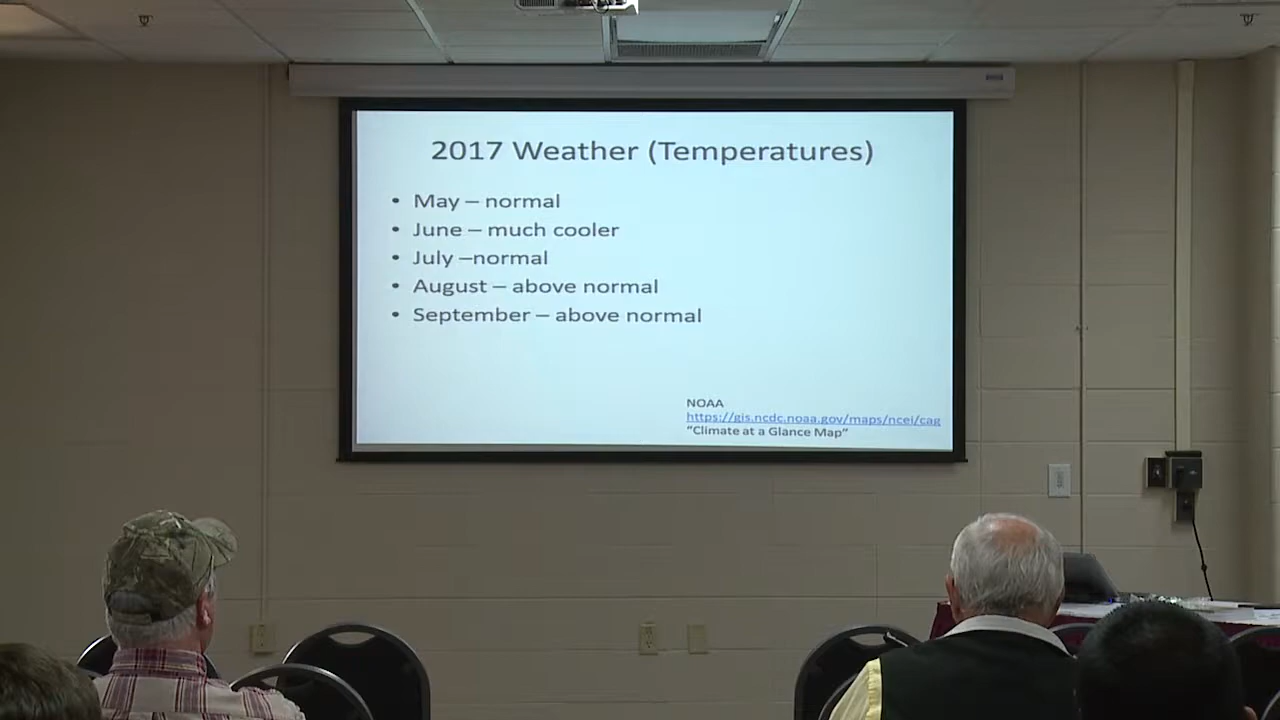 2017 Weather (Temperatures)
• May – normal
• June – much cooler
• July –normal
• August – above normal
• September – above normal
NOAA
https://gis.ncdc.noaa.gov/maps/ncei/cag
“Climate at a Glance Map”